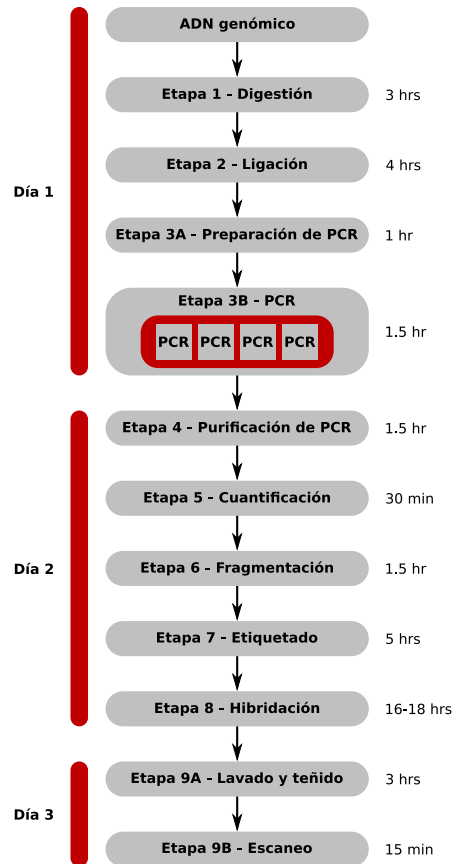 ADN genómico
Etapa 1 - Digestión
3 hrs
Etapa 2 - Ligación
4 hrs
Día 1
Etapa 3A - Preparación de PCR
1 hr
Etapa 3B - PCR
PCR PCR PCR PCR
1.5 hr
Etapa 4 - Purificación de PCR
1.5 hr
Etapa 5 - Cuantificación
30 min
Día 2
Etapa 6 - Fragmentación
1.5 hr
Etapa 7 - Etiquetado
5 hrs
Etapa 8 - Hibridación
16-18 hrs
Etapa 9A - Lavado y teñido
3 hrs
Día 3
Etapa 9B - Escaneo
15 min